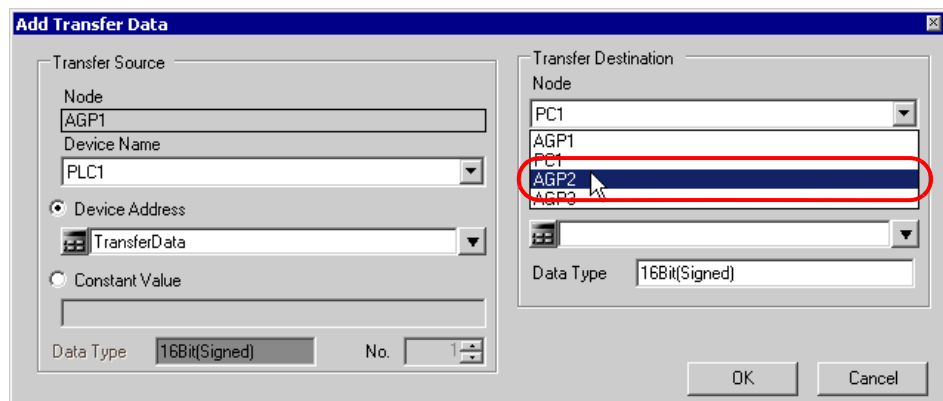 Add Transfer Data
Transfer Source
Node
AGP1
Device Name
PLC1
Device Address
TransferData
Constant Value
Data Type 16Bit(Signed) No. 1
Transfer Destination
Node
PC1
AGP1
PC1
AGP2
AGP3
Data Type 16Bit(Signed)
OK Cancel